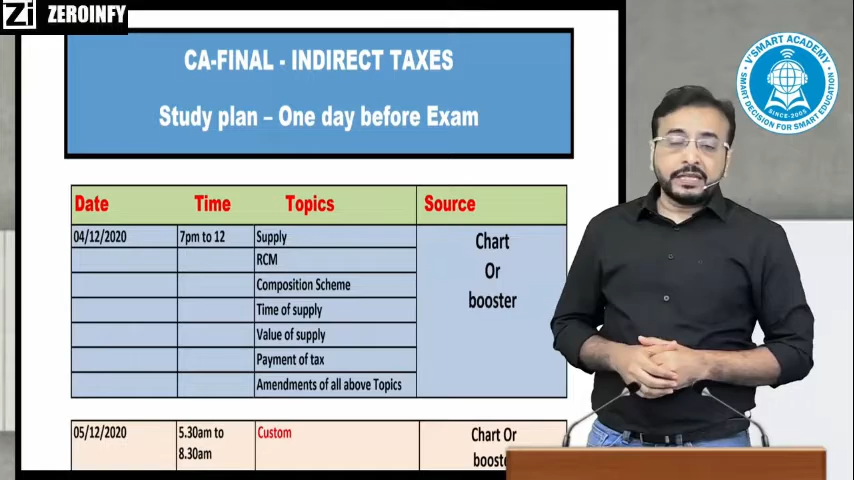 Zi ZEROINFY
CA-FINAL - INDIRECT TAXES
Study plan – One day before Exam
V'SMART ACADEMY
SINCE-2005
SMART DECISION FOR SMART EDUCATION
Date Time Topics Source
04/12/2020 7pm to 12 Supply Chart
RCM Or
Composition Scheme booster
Time of supply
Value of supply
Payment of tax
Amendments of all above Topics
05/12/2020 5.30am to Custom Chart Or
8.30am